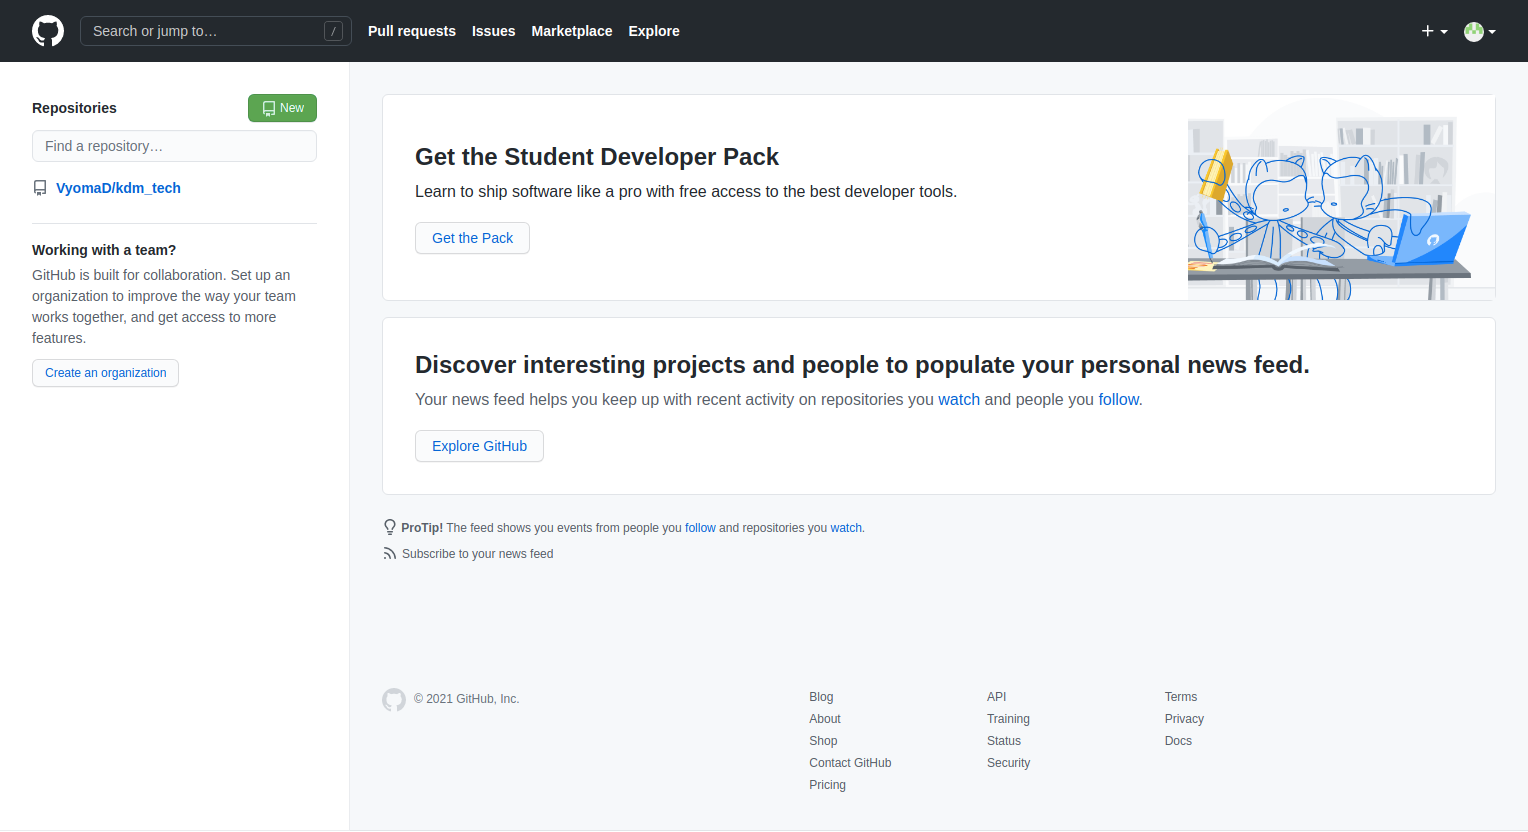 Search or jump to…
/
Pull requests
Issues
Marketplace
Explore
Repositories
New
Find a repository…
VyomaD/kdm_tech
Working with a team?
GitHub is built for collaboration. Set up an
organization to improve the way your team
works together, and get access to more
features.
Create an organization
Get the Student Developer Pack
Learn to ship software like a pro with free access to the best developer tools.
Get the Pack
Discover interesting projects and people to populate your personal news feed.
Your news feed helps you keep up with recent activity on repositories you watch and people you follow.
Explore GitHub
ProTip! The feed shows you events from people you follow and repositories you watch.
Subscribe to your news feed
© 2021 GitHub, Inc.
Blog
About
Shop
Contact GitHub
Pricing
API
Training
Status
Security
Terms
Privacy
Docs